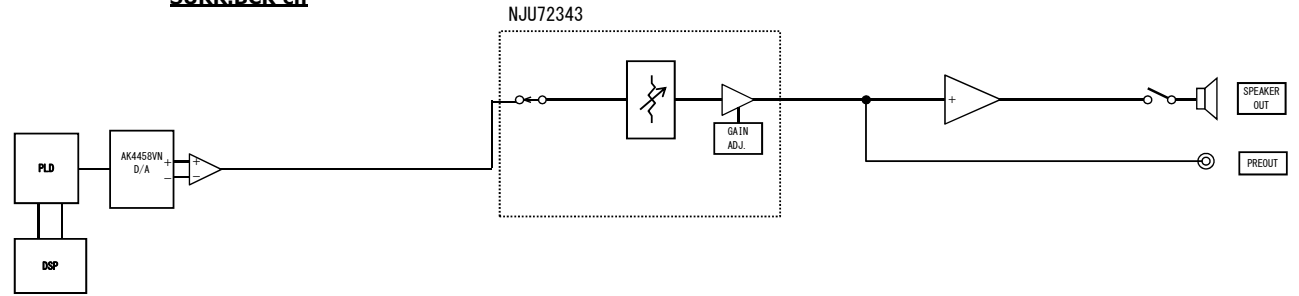 NJU72343
SPEAKER
OUT
GAIN
ADJ.
AK4458VN
D/A
+
−
+
−
+
PLD
PREOUT
DSP